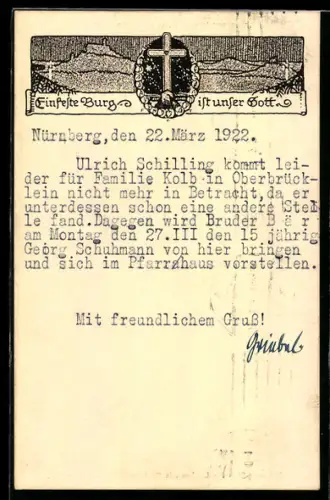 Ein feste Burg ist unser Gott
Nürnberg, den 22.März 1922.
Ulrich Schilling kommt lei-
der für Familie Kolb in Oberbrück-
lein nicht mehr in Betracht, da er
unterdessen schon eine andere Stel-
le fand. Dagegen wird Bruder B ä r
am Montag den 27.III den 15 jährig
Georg Schuhmann von hier bringen
und sich im Pfarrhaus vorstellen.
Mit freundlichem Gruß!